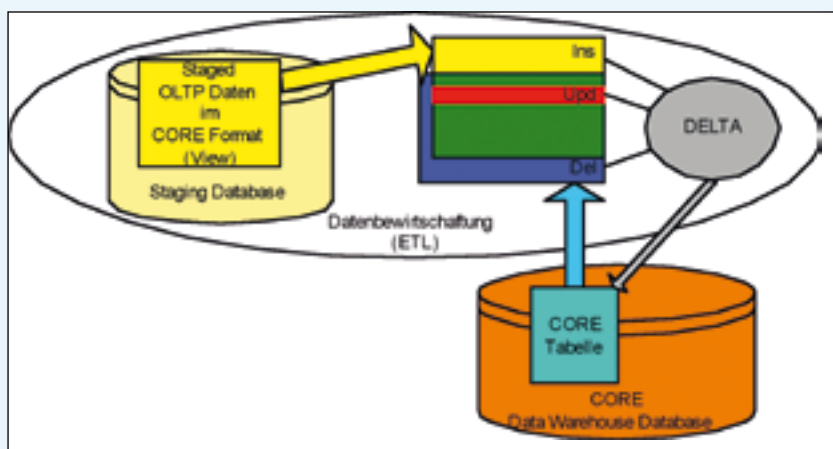 Staged
OLTP Daten
im
CORE Format
(View)
Staging Database
Ins
Upd
Del
DELTA
Datenbewirtschaftung
(ETL)
CORE
Tabelle
CORE
Data Warehouse Database